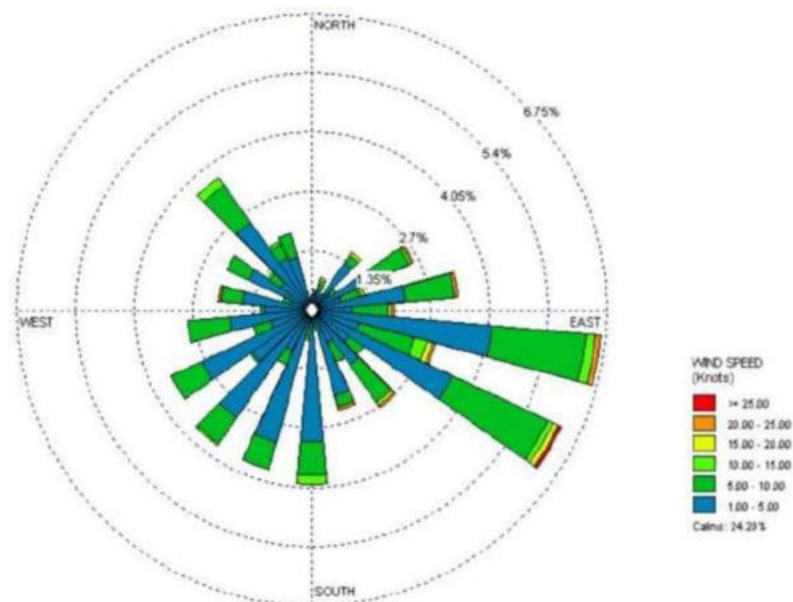 NORTH
6.75%
5.4%
4.05%
2.7%
1.35%
WEST
EAST
SOUTH
WIND SPEED
(Knots)
>= 25.00
20.00 - 25.00
15.00 - 20.00
10.00 - 15.00
5.00 - 10.00
1.00 - 5.00
Calms: 24.20%